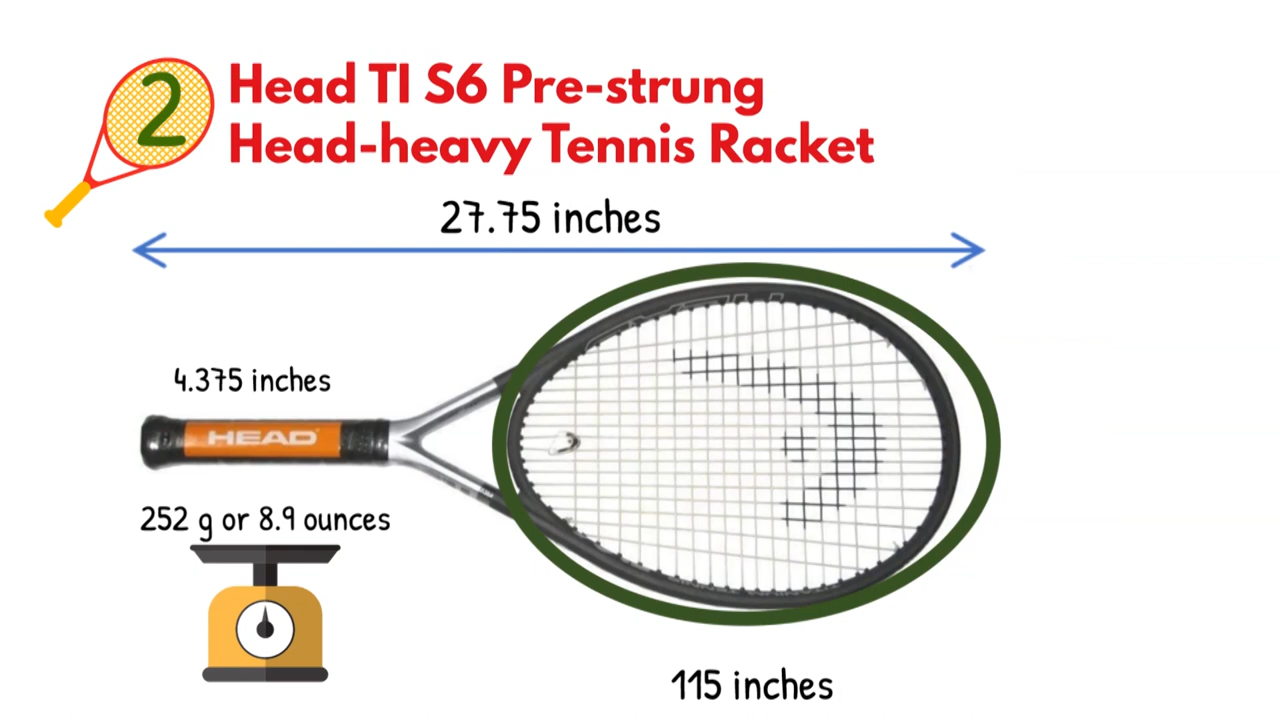 2
Head TI S6 Pre-strung
Head-heavy Tennis Racket
27.75 inches
4.375 inches
HEAD
252 g or 8.9 ounces
115 inches